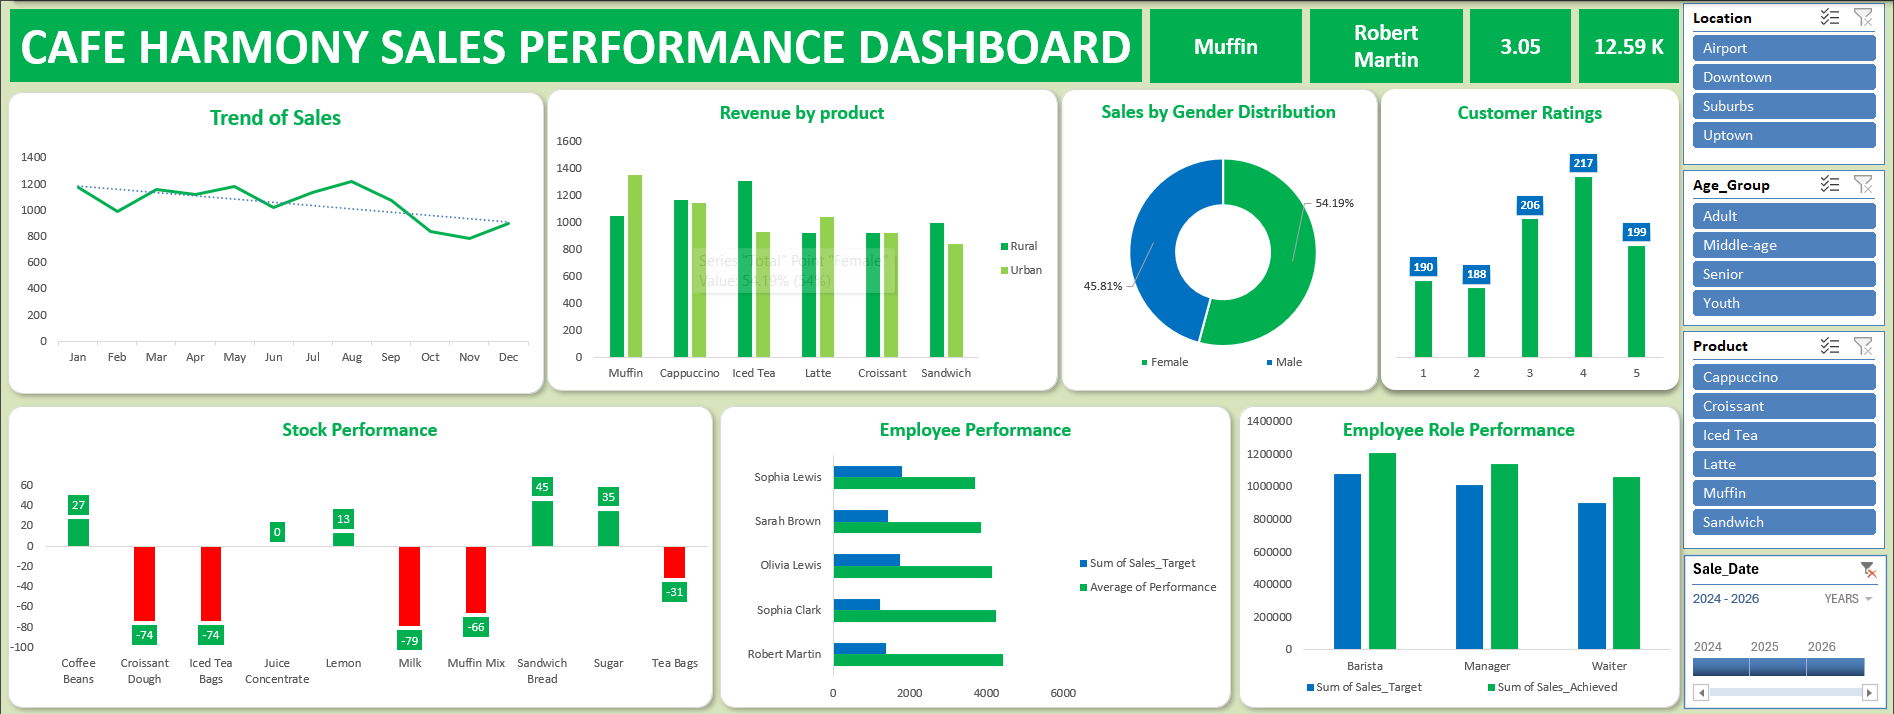 CAFE HARMONY SALES PERFORMANCE DASHBOARD
Muffin
Robert
Martin
3.05
12.59 K
Trend of Sales
1400
1200
1000
800
600
400
200
0
Jan Feb Mar Apr May Jun Jul Aug Sep Oct Nov Dec
Revenue by product
1600
1400
1200
1000
800
600
400
200
0
Muffin Cappuccino Iced Tea Latte Croissant Sandwich
Rural
Urban
Series "Total" Point "Female"
Value: 54.19% (54%)
Sales by Gender Distribution
54.19%
45.81%
Female Male
Customer Ratings
190 188 206 217 199
1 2 3 4 5
Stock Performance
60
40
20
0
-20
-40
-60
-80
-100
27 -74 -74 0 13 -79 -66 45 35 -31
Coffee Croissant Iced Tea Juice Lemon Milk Muffin Mix Sandwich Sugar Tea Bags
Beans Dough Bags Concentrate Bread
Employee Performance
Sophia Lewis
Sarah Brown
Olivia Lewis
Sophia Clark
Robert Martin
0 2000 4000 6000
Sum of Sales_Target
Average of Performance
Employee Role Performance
1400000
1200000
1000000
800000
600000
400000
200000
0
Barista Manager Waiter
Sum of Sales_Target Sum of Sales_Achieved
Location
Airport
Downtown
Suburbs
Uptown
Age_Group
Adult
Middle-age
Senior
Youth
Product
Cappuccino
Croissant
Iced Tea
Latte
Muffin
Sandwich
Sale_Date
2024 - 2026 YEARS
2024 2025 2026